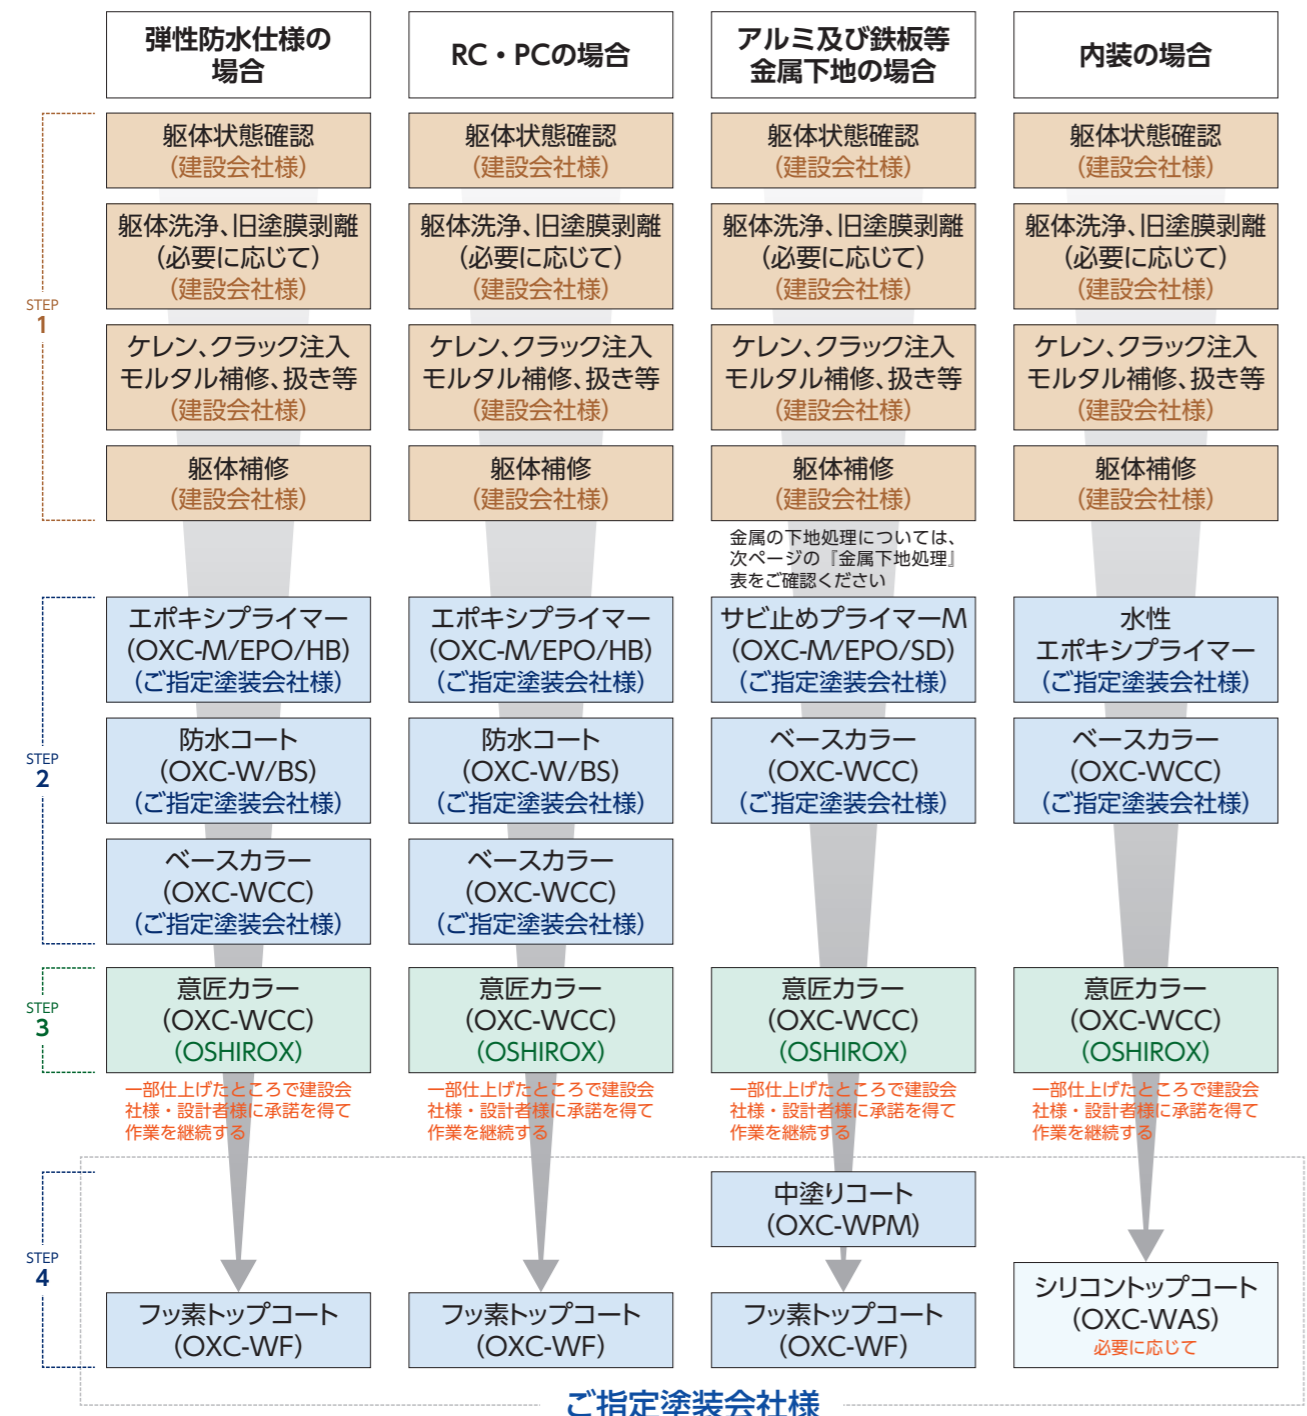 弾性防水仕様の
場合
RC・PCの場合
アルミ及び鉄板等
金属下地の場合
内装の場合
STEP
1
躯体状態確認
(建設会社様)
躯体洗浄、旧塗膜剥離
(必要に応じて)
(建設会社様)
ケレン、クラック注入
モルタル補修、扱き等
(建設会社様)
躯体補修
(建設会社様)
躯体状態確認
(建設会社様)
躯体洗浄、旧塗膜剥離
(必要に応じて)
(建設会社様)
ケレン、クラック注入
モルタル補修、扱き等
(建設会社様)
躯体補修
(建設会社様)
躯体状態確認
(建設会社様)
躯体洗浄、旧塗膜剥離
(必要に応じて)
(建設会社様)
ケレン、クラック注入
モルタル補修、扱き等
(建設会社様)
躯体補修
(建設会社様)
金属の下地処理については、
次ページの『金属下地処理』
表をご確認ください
躯体状態確認
(建設会社様)
躯体洗浄、旧塗膜剥離
(必要に応じて)
(建設会社様)
ケレン、クラック注入
モルタル補修、扱き等
(建設会社様)
躯体補修
(建設会社様)
STEP
2
エポキシプライマー
(OXC-M/EPO/HB)
(ご指定塗装会社様)
防水コート
(OXC-W/BS)
(ご指定塗装会社様)
ベースカラー
(OXC-WCC)
(ご指定塗装会社様)
エポキシプライマー
(OXC-M/EPO/HB)
(ご指定塗装会社様)
防水コート
(OXC-W/BS)
(ご指定塗装会社様)
ベースカラー
(OXC-WCC)
(ご指定塗装会社様)
サビ止めプライマーM
(OXC-M/EPO/SD)
(ご指定塗装会社様)
ベースカラー
(OXC-WCC)
(ご指定塗装会社様)
水性
エポキシプライマー
(ご指定塗装会社様)
ベースカラー
(OXC-WCC)
(ご指定塗装会社様)
STEP
3
意匠カラー
(OXC-WCC)
(OSHIROX)
一部仕上げたところで建設会
社様・設計者様に承諾を得て
作業を継続する
意匠カラー
(OXC-WCC)
(OSHIROX)
一部仕上げたところで建設会
社様・設計者様に承諾を得て
作業を継続する
意匠カラー
(OXC-WCC)
(OSHIROX)
一部仕上げたところで建設会
社様・設計者様に承諾を得て
作業を継続する
意匠カラー
(OXC-WCC)
(OSHIROX)
一部仕上げたところで建設会
社様・設計者様に承諾を得て
作業を継続する
STEP
4
フッ素トップコート
(OXC-WF)
フッ素トップコート
(OXC-WF)
中塗りコート
(OXC-WPM)
フッ素トップコート
(OXC-WF)
シリコントップコート
(OXC-WAS)
必要に応じて
ご指定塗装会社様